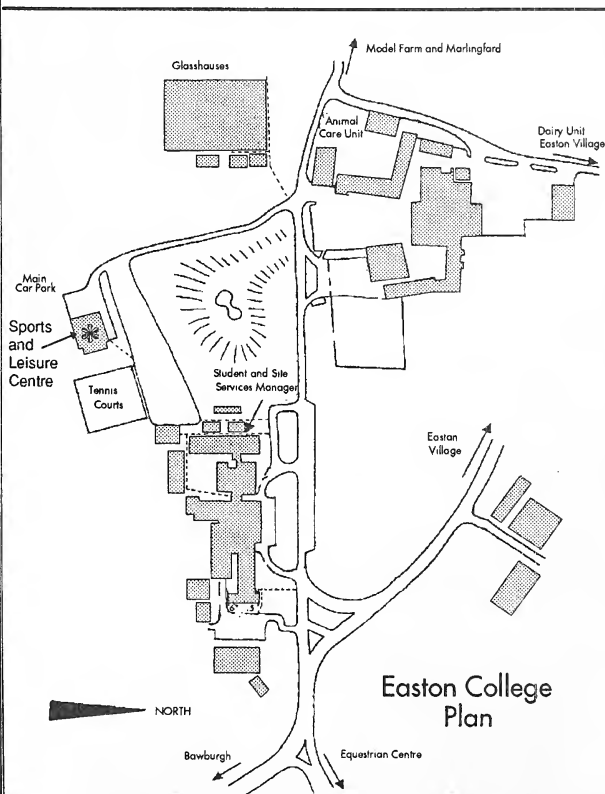 Model Farm and Marlingford
Glasshouses
Animal
Care Unit
Dairy Unit
Easton Village
Main
Car Park
Sports
and
Leisure
Centre
Student and Site
Services Manager
Tennis
Courts
Eastan
Village
Easton College
Plan
NORTH
Bawburgh
Equestrian Centre